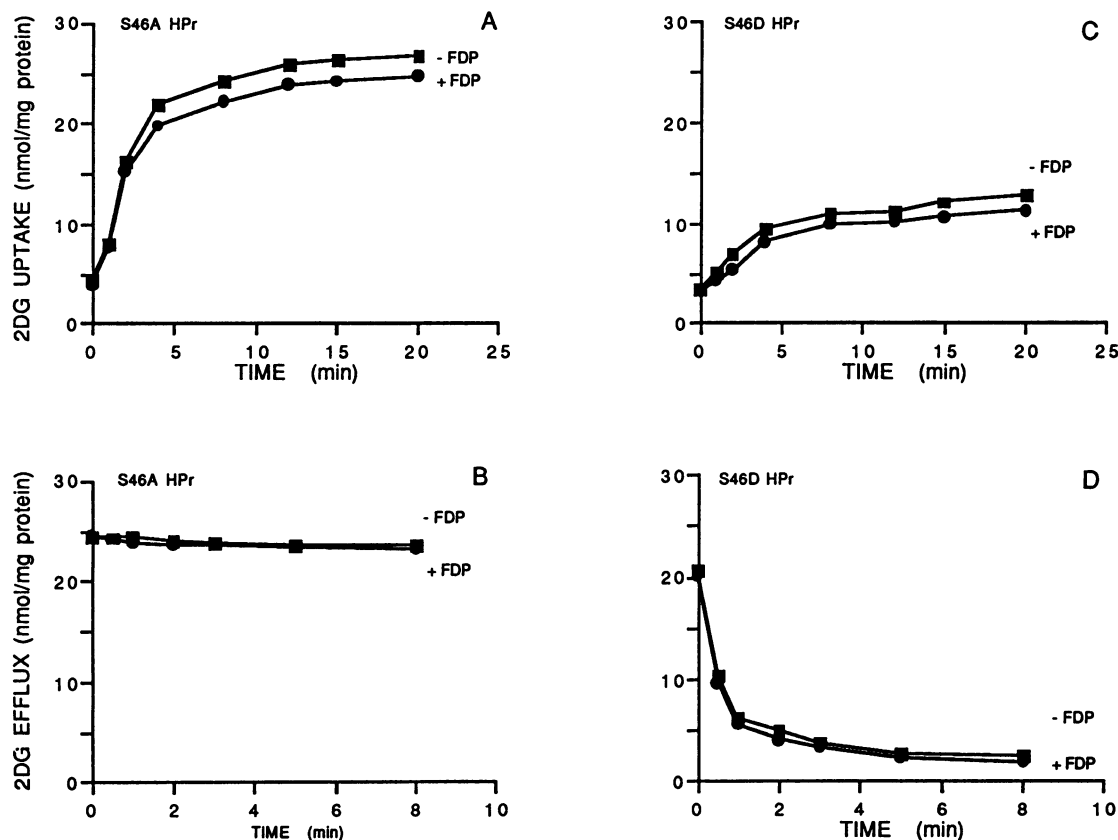 S46A HPr
A
2DG UPTAKE (nmol/mg protein)
30
20
10
0
- FDP
+ FDP
0 5 10 15 20 25
TIME (min)
S46D HPr
C
30
20
10
0
- FDP
+ FDP
0 5 10 15 20 25
TIME (min)
S46A HPr
B
2DG EFFLUX (nmol/mg protein)
30
20
10
0
- FDP
+ FDP
0 2 4 6 8 10
TIME (min)
S46D HPr
D
30
20
10
0
- FDP
+ FDP
0 2 4 6 8 10
TIME (min)